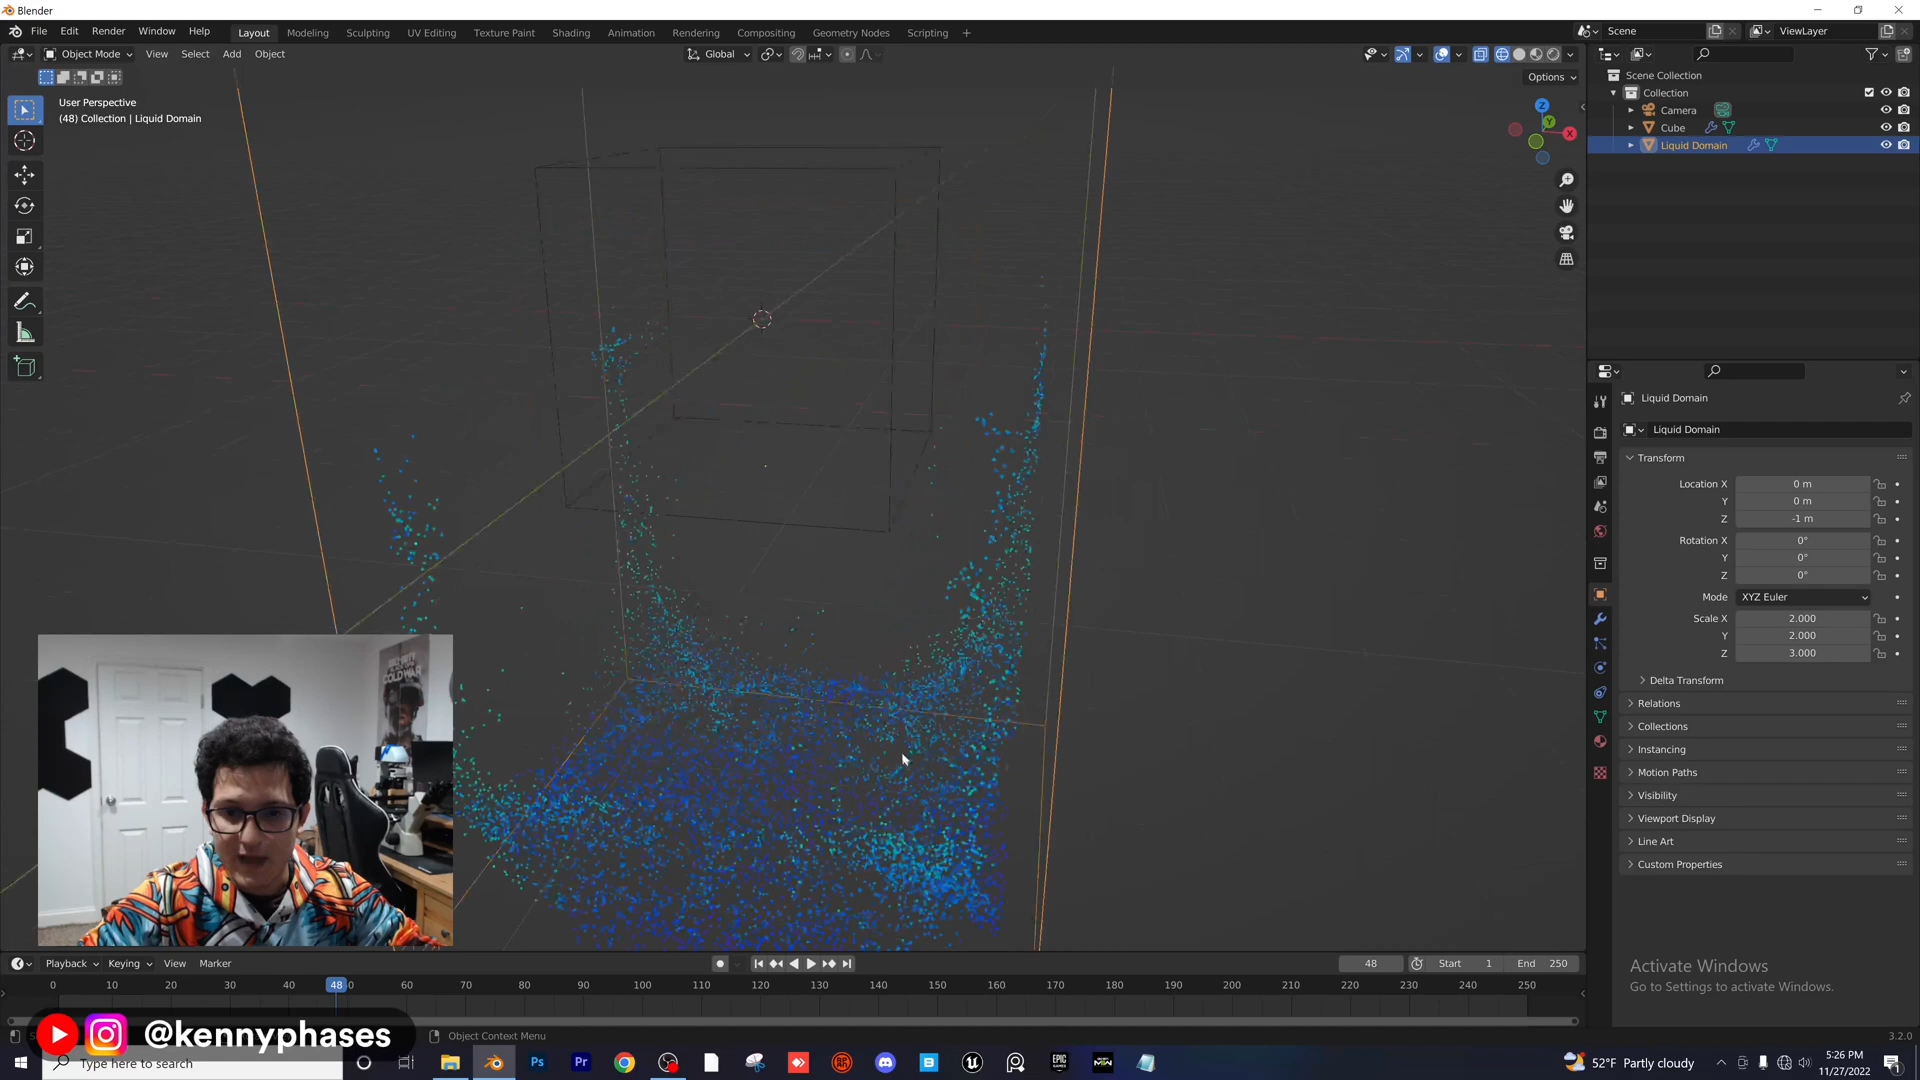 Blender
File Edit Render Window Help
Layout Modeling Sculpting UV Editing Texture Paint Shading Animation Rendering Compositing Geometry Nodes Scripting +
Scene
ViewLayer
Object Mode View Select Add Object
Global
Options
User Perspective
(48) Collection | Liquid Domain
Z
Y
X
Scene Collection
Collection
Camera
Cube
Liquid Domain
Liquid Domain
Liquid Domain
Transform
Location X 0 m
Y 0 m
Z -1 m
Rotation X 0°
Y 0°
Z 0°
Mode XYZ Euler
Scale X 2.000
Y 2.000
Z 3.000
Delta Transform
Relations
Collections
Instancing
Motion Paths
Visibility
Viewport Display
Line Art
Custom Properties
Activate Windows
Go to Settings to activate Windows.
COLD WAR
Playback Keying View Marker
48 Start 1 End 250
0 10 20 30 40 48 60 70 80 90 100 110 120 130 140 150 160 170 180 190 200 210 220 230 240 250
@kennyphases
Object Context Menu
3.2.0
Type here to search
Ps Pr
EPIC GAMES
52°F Partly cloudy
5:26 PM
11/27/2022
1